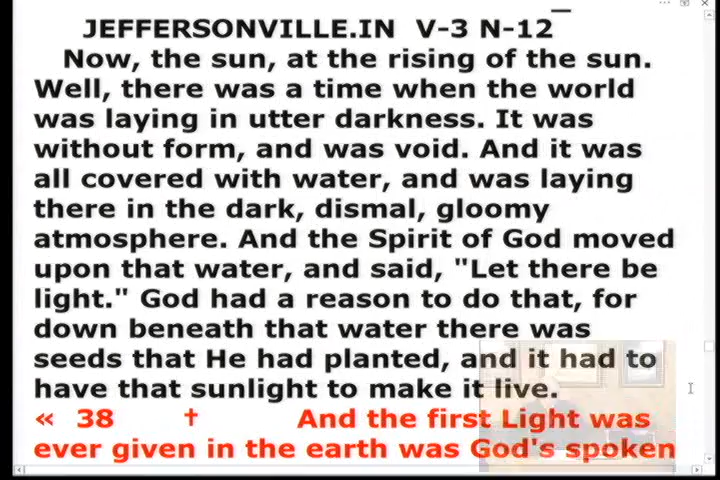 JEFFERSONVILLE.IN V-3 N-12
Now, the sun, at the rising of the sun.
Well, there was a time when the world
was laying in utter darkness. It was
without form, and was void. And it was
all covered with water, and was laying
there in the dark, dismal, gloomy
atmosphere. And the Spirit of God moved
upon that water, and said, "Let there be
light." God had a reason to do that, for
down beneath that water there was
seeds that He had planted, and it had to
have that sunlight to make it live.
« 38 † And the first Light was
ever given in the earth was God's spoken